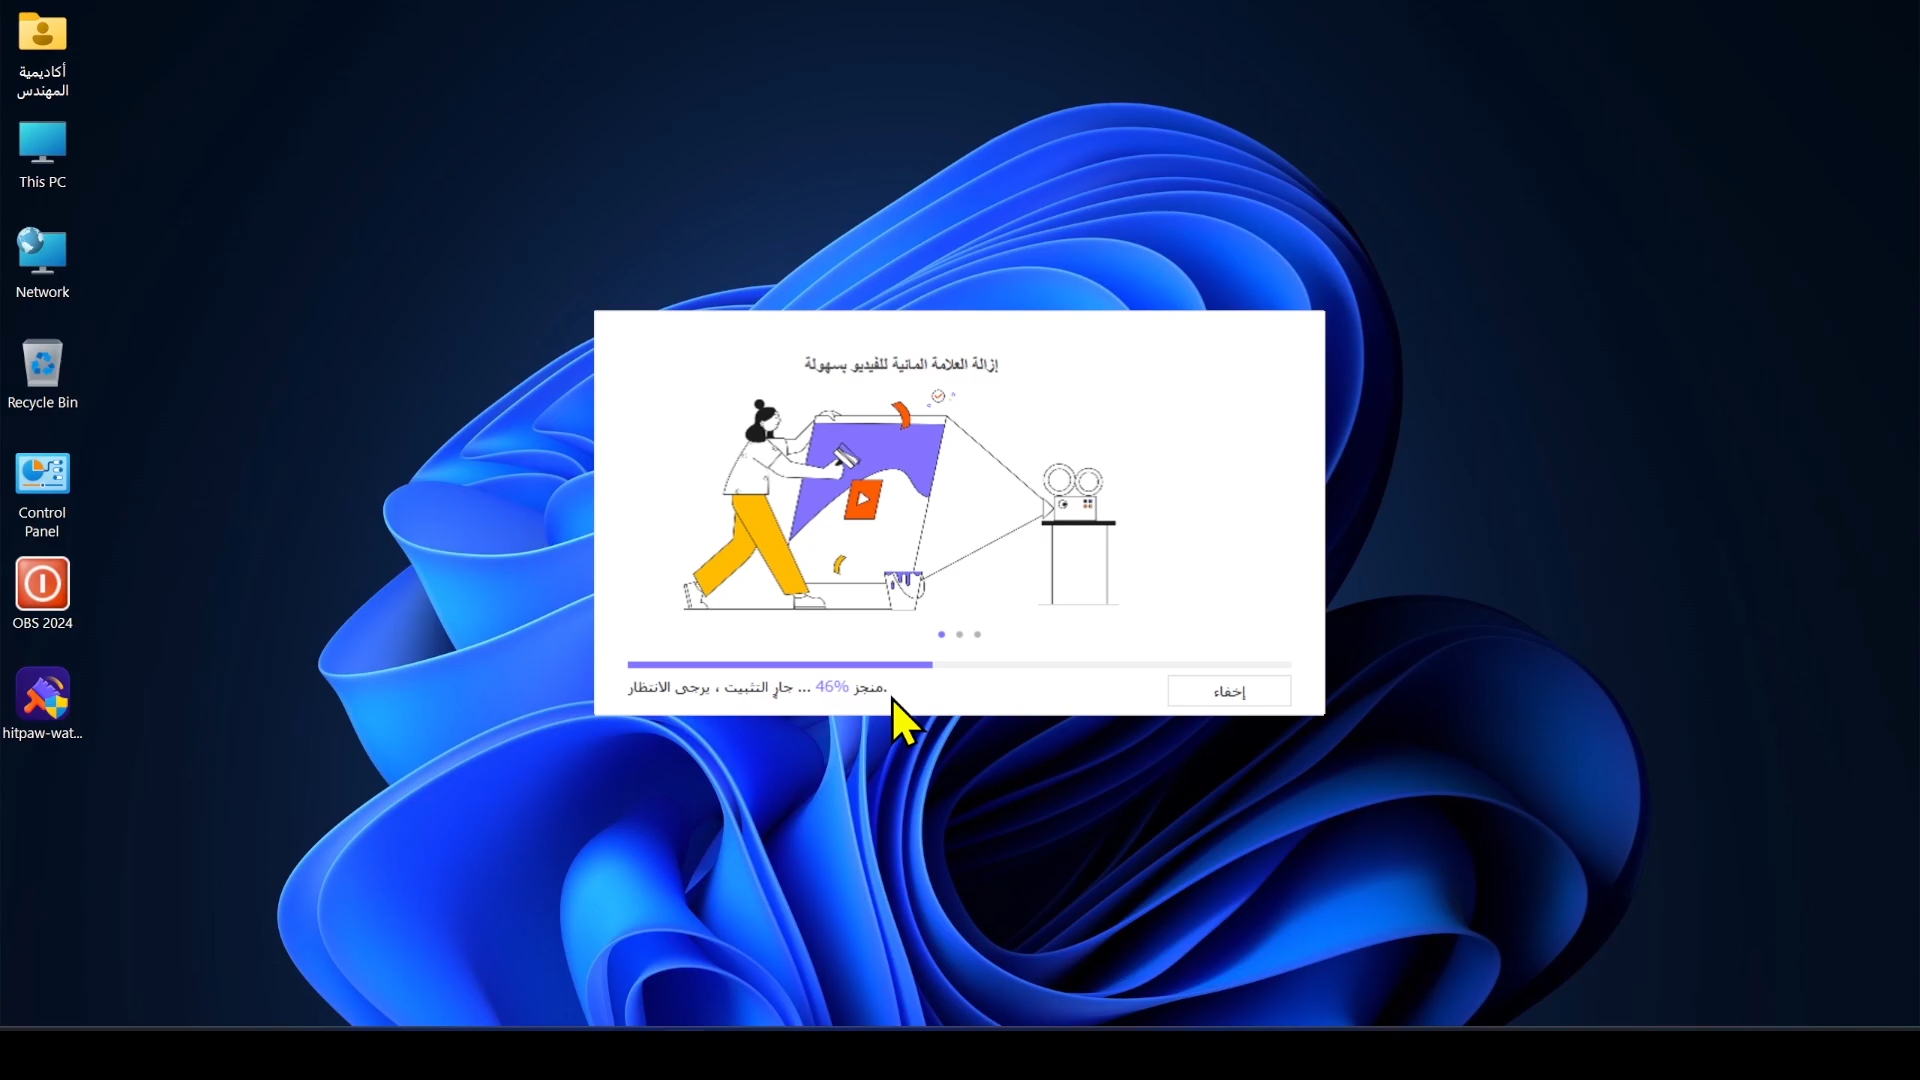 أكاديمية
المهندس
This PC
Network
Recycle Bin
Control
Panel
OBS 2024
hitpaw-wat...
إزالة العلامة المائية للفيديو بسهولة
جارٍ التثبيت ، يرجى الانتظار ... 46% منجز.
إخفاء